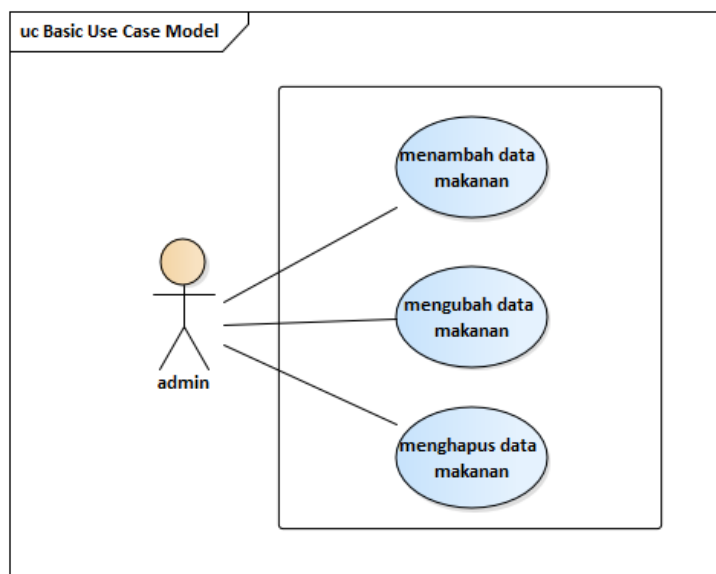 uc Basic Use Case Model
menambah data
makanan
mengubah data
makanan
admin
menghapus data
makanan